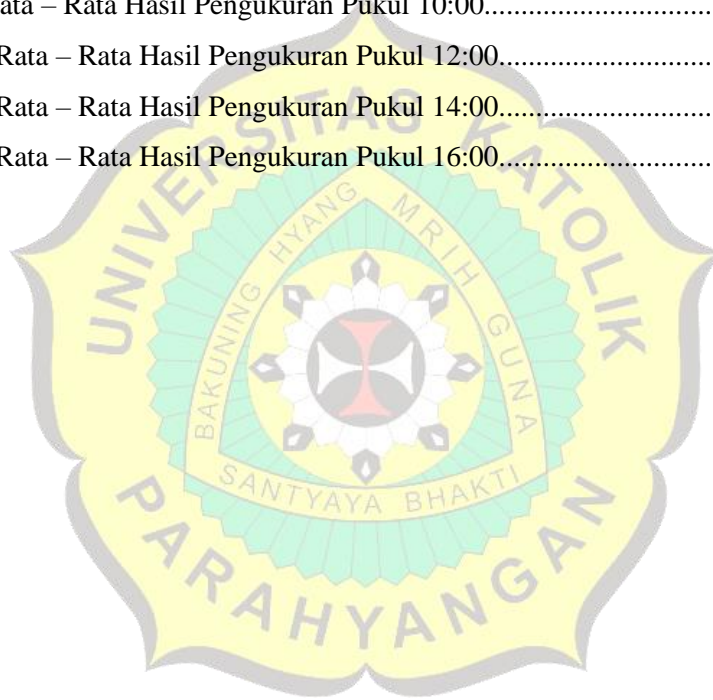 ata – Rata Hasil Pengukuran Pukul 10:00................................
Rata – Rata Hasil Pengukuran Pukul 12:00..............................
Rata – Rata Hasil Pengukuran Pukul 14:00..............................
Rata – Rata Hasil Pengukuran Pukul 16:00..............................
UNIVERSITAS KATOLIK
BAKUNING HYANG MRIH GUNA
SANTYAYA BHAKTI
PARAHYANGAN